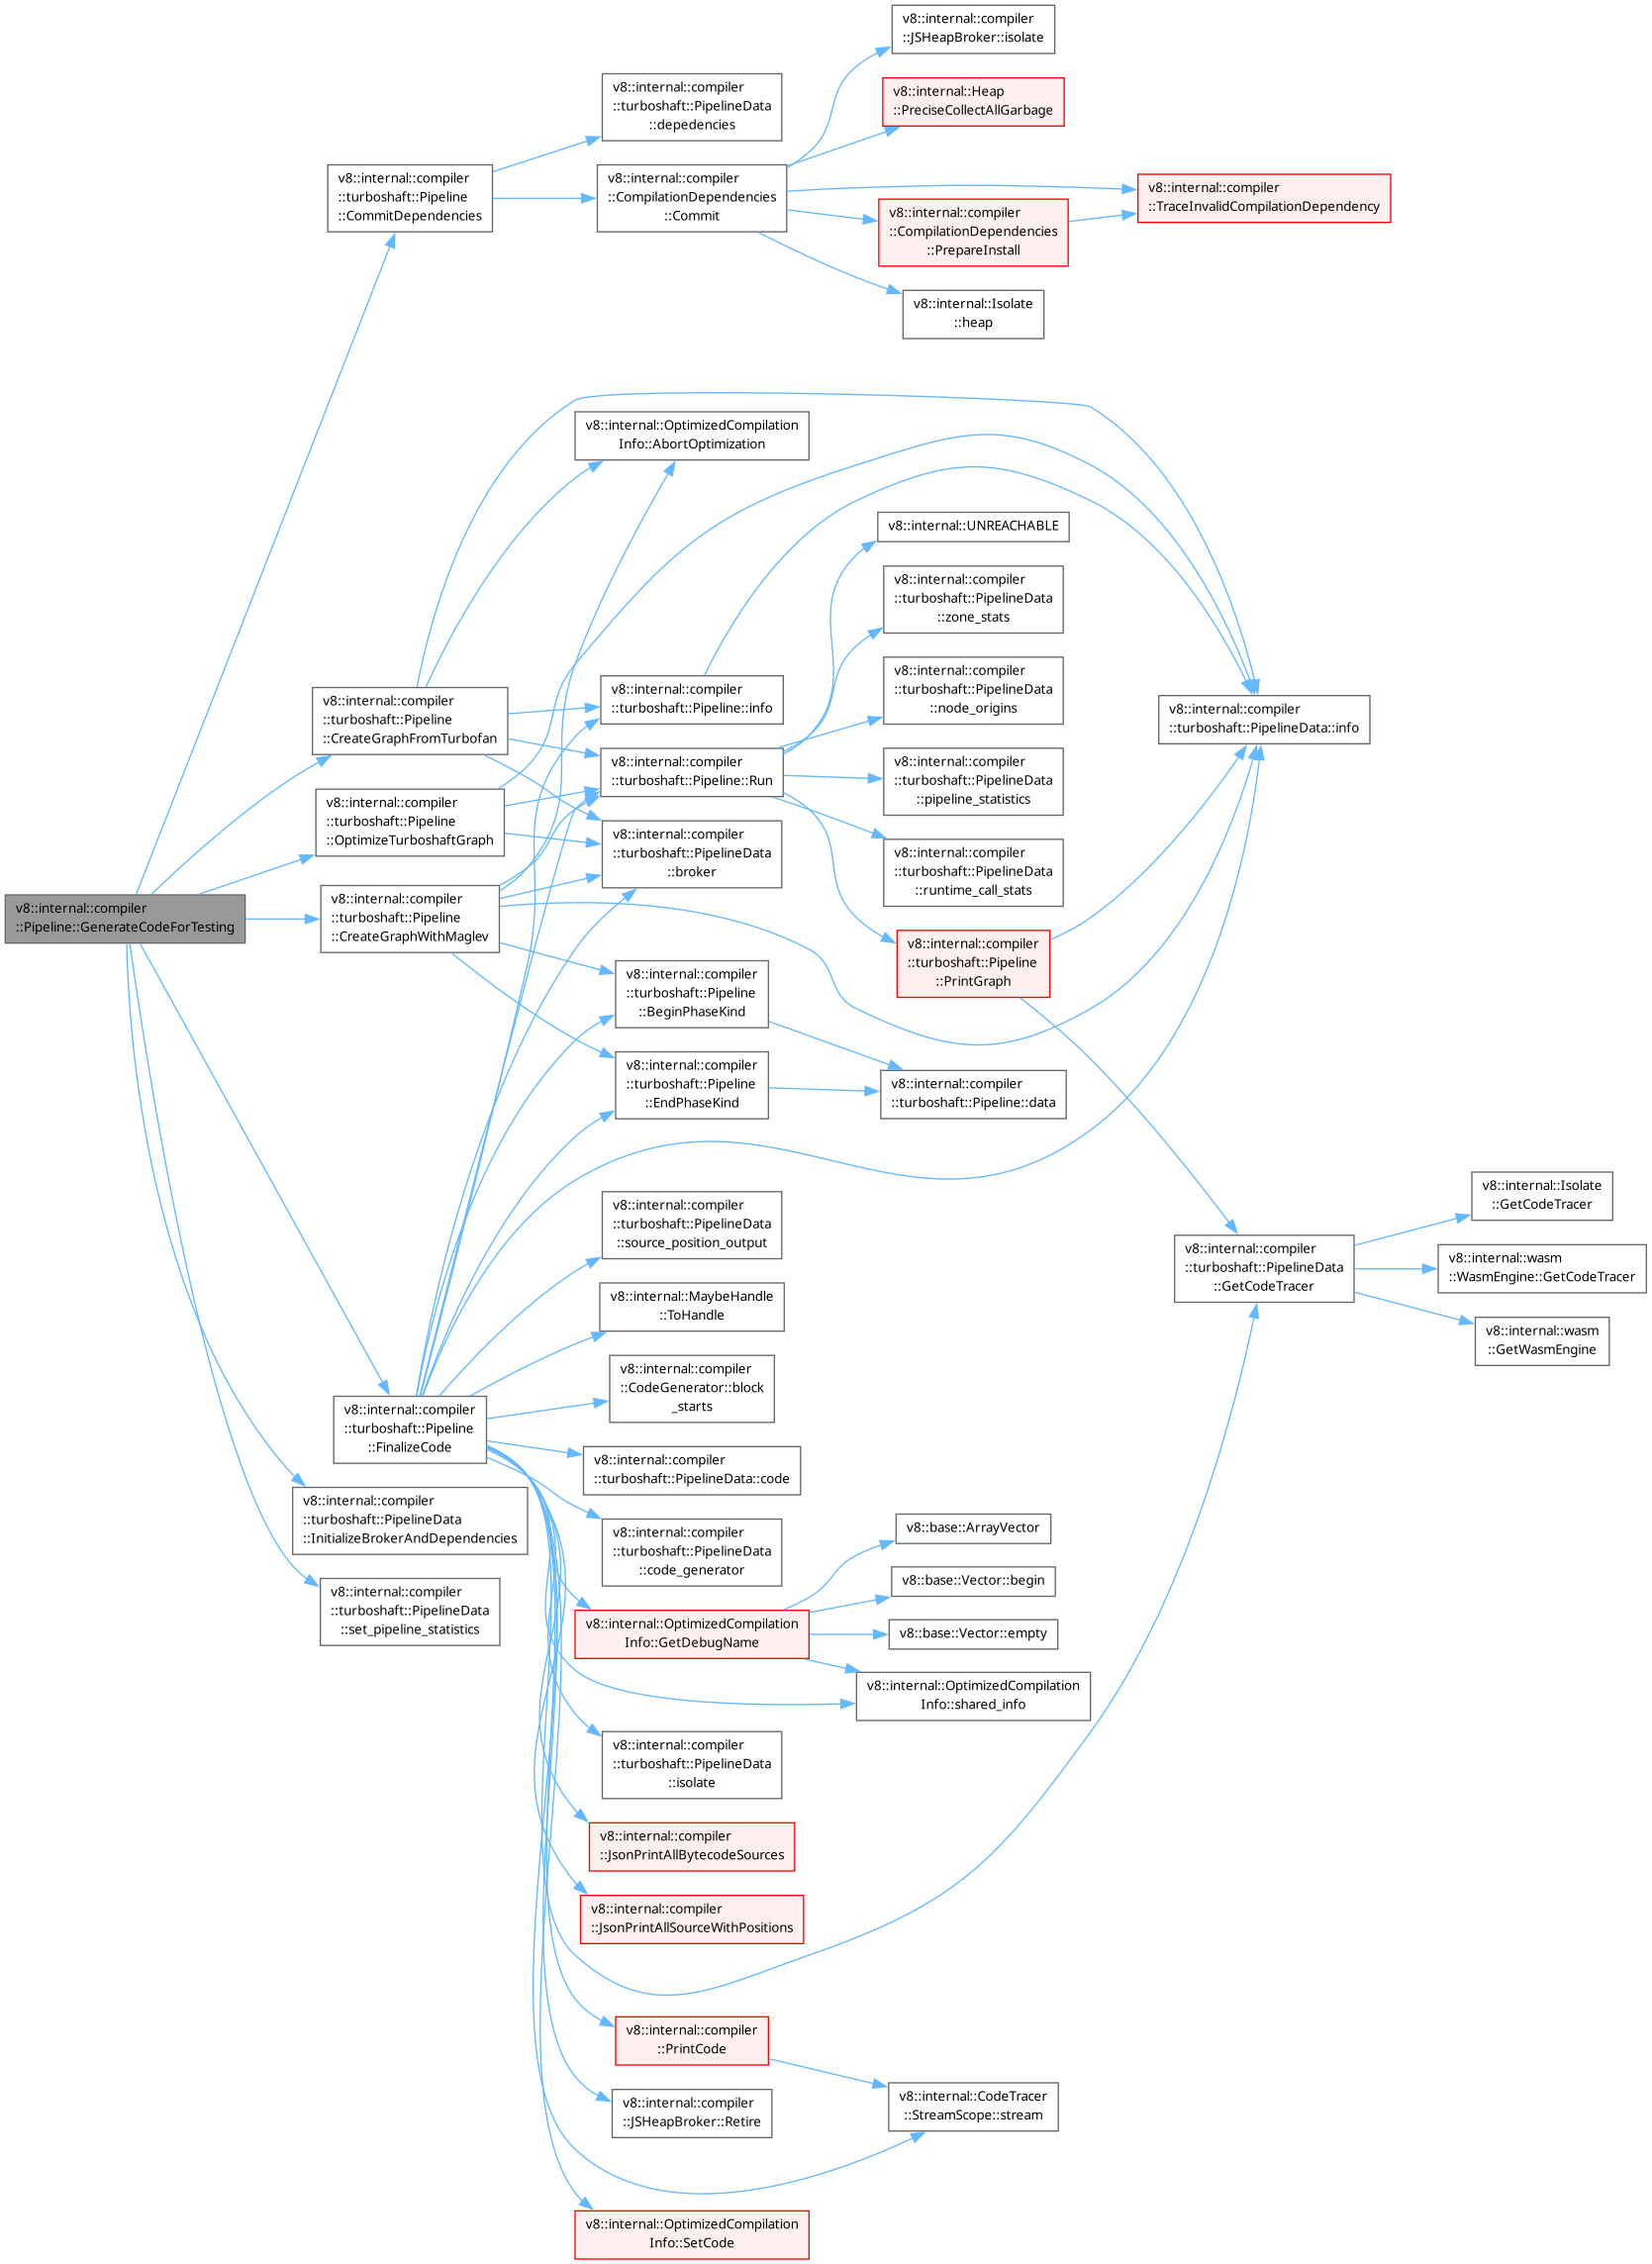 v8::internal::compiler
::JSHeapBroker::isolate
v8::internal::compiler
::turboshaft::PipelineData
::depedencies
v8::internal::Heap
::PreciseCollectAllGarbage
v8::internal::compiler
::turboshaft::Pipeline
::CommitDependencies
v8::internal::compiler
::CompilationDependencies
::Commit
v8::internal::compiler
::TraceInvalidCompilationDependency
v8::internal::compiler
::CompilationDependencies
::PrepareInstall
v8::internal::Isolate
::heap
v8::internal::OptimizedCompilation
Info::AbortOptimization
v8::internal::UNREACHABLE
v8::internal::compiler
::turboshaft::PipelineData
::zone_stats
v8::internal::compiler
::turboshaft::Pipeline
::CreateGraphFromTurbofan
v8::internal::compiler
::turboshaft::Pipeline::info
v8::internal::compiler
::turboshaft::PipelineData
::node_origins
v8::internal::compiler
::turboshaft::PipelineData::info
v8::internal::compiler
::turboshaft::Pipeline::Run
v8::internal::compiler
::turboshaft::PipelineData
::pipeline_statistics
v8::internal::compiler
::turboshaft::Pipeline
::OptimizeTurboshaftGraph
v8::internal::compiler
::turboshaft::PipelineData
::broker
v8::internal::compiler
::turboshaft::PipelineData
::runtime_call_stats
v8::internal::compiler
::Pipeline::GenerateCodeForTesting
v8::internal::compiler
::turboshaft::Pipeline
::CreateGraphWithMaglev
v8::internal::compiler
::turboshaft::Pipeline
::PrintGraph
v8::internal::compiler
::turboshaft::Pipeline
::BeginPhaseKind
v8::internal::compiler
::turboshaft::Pipeline
::EndPhaseKind
v8::internal::compiler
::turboshaft::Pipeline::data
v8::internal::compiler
::turboshaft::PipelineData
::source_position_output
v8::internal::Isolate
::GetCodeTracer
v8::internal::compiler
::turboshaft::PipelineData
::GetCodeTracer
v8::internal::wasm
::WasmEngine::GetCodeTracer
v8::internal::MaybeHandle
::ToHandle
v8::internal::wasm
::GetWasmEngine
v8::internal::compiler
::CodeGenerator::block
_starts
v8::internal::compiler
::turboshaft::Pipeline
::FinalizeCode
v8::internal::compiler
::turboshaft::PipelineData::code
v8::internal::compiler
::turboshaft::PipelineData
::InitializeBrokerAndDependencies
v8::internal::compiler
::turboshaft::PipelineData
::code_generator
v8::base::ArrayVector
v8::base::Vector::begin
v8::internal::compiler
::turboshaft::PipelineData
::set_pipeline_statistics
v8::internal::OptimizedCompilation
Info::GetDebugName
v8::base::Vector::empty
v8::internal::OptimizedCompilation
Info::shared_info
v8::internal::compiler
::turboshaft::PipelineData
::isolate
v8::internal::compiler
::JsonPrintAllBytecodeSources
v8::internal::compiler
::JsonPrintAllSourceWithPositions
v8::internal::compiler
::PrintCode
v8::internal::compiler
::JSHeapBroker::Retire
v8::internal::CodeTracer
::StreamScope::stream
v8::internal::OptimizedCompilation
Info::SetCode